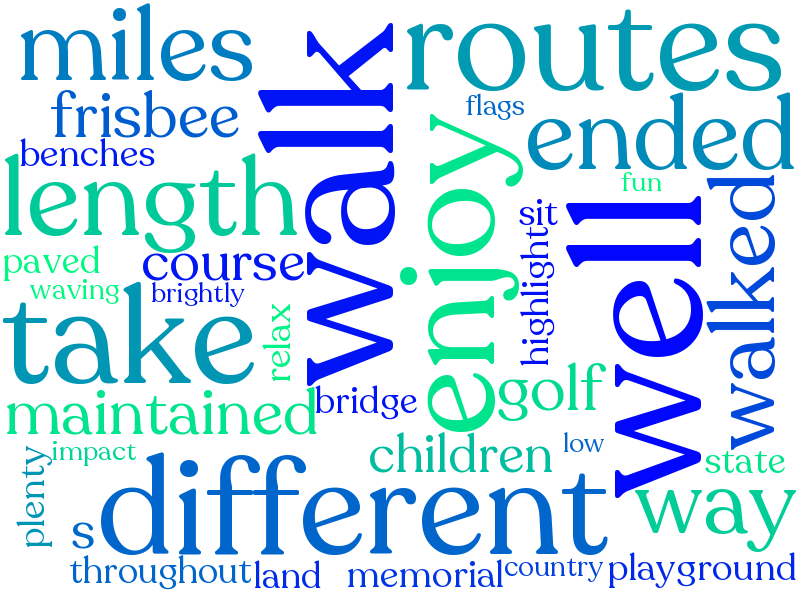 miles
routes
frisbee
flags
walk
ended
benches
length
enjoy
fun
sit
well
walked
paved
course
highlight
waving
brightly
take
relax
maintained
bridge
golf
plenty
impact
children
low
state
s
different
way
throughout
land
memorial
country
playground